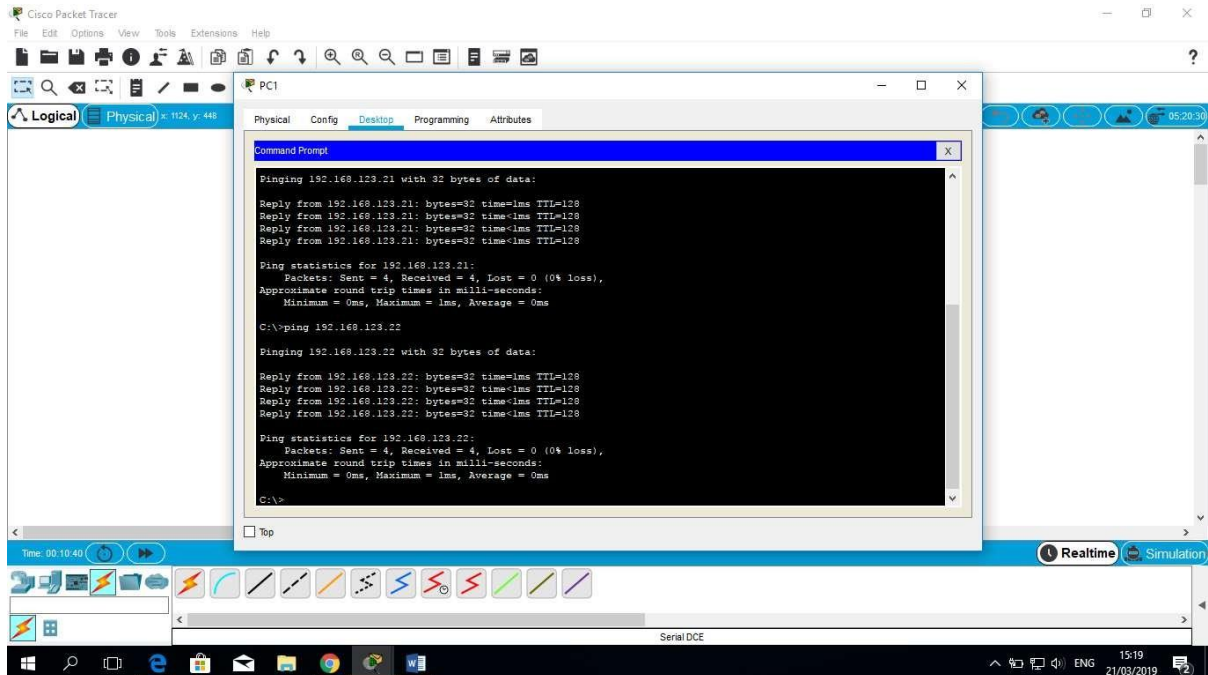 Cisco Packet Tracer
File Edit Options View Tools Extensions Help
?
PC1
Logical Physical x: 1124, y: 448
05:20:30
Physical Config Desktop Programming Attributes
Command Prompt
X
Pinging 192.168.123.21 with 32 bytes of data:
Reply from 192.168.123.21: bytes=32 time=1ms TTL=128
Reply from 192.168.123.21: bytes=32 time<1ms TTL=128
Reply from 192.168.123.21: bytes=32 time<1ms TTL=128
Reply from 192.168.123.21: bytes=32 time<1ms TTL=128
Ping statistics for 192.168.123.21:
Packets: Sent = 4, Received = 4, Lost = 0 (0% loss),
Approximate round trip times in milli-seconds:
Minimum = 0ms, Maximum = 1ms, Average = 0ms
C:\>ping 192.168.123.22
Pinging 192.168.123.22 with 32 bytes of data:
Reply from 192.168.123.22: bytes=32 time=1ms TTL=128
Reply from 192.168.123.22: bytes=32 time<1ms TTL=128
Reply from 192.168.123.22: bytes=32 time<1ms TTL=128
Reply from 192.168.123.22: bytes=32 time<1ms TTL=128
Ping statistics for 192.168.123.22:
Packets: Sent = 4, Received = 4, Lost = 0 (0% loss),
Approximate round trip times in milli-seconds:
Minimum = 0ms, Maximum = 1ms, Average = 0ms
C:\>
Top
Time: 00:10:40
Realtime Simulation
Serial DCE
ENG
15:19
21/03/2019